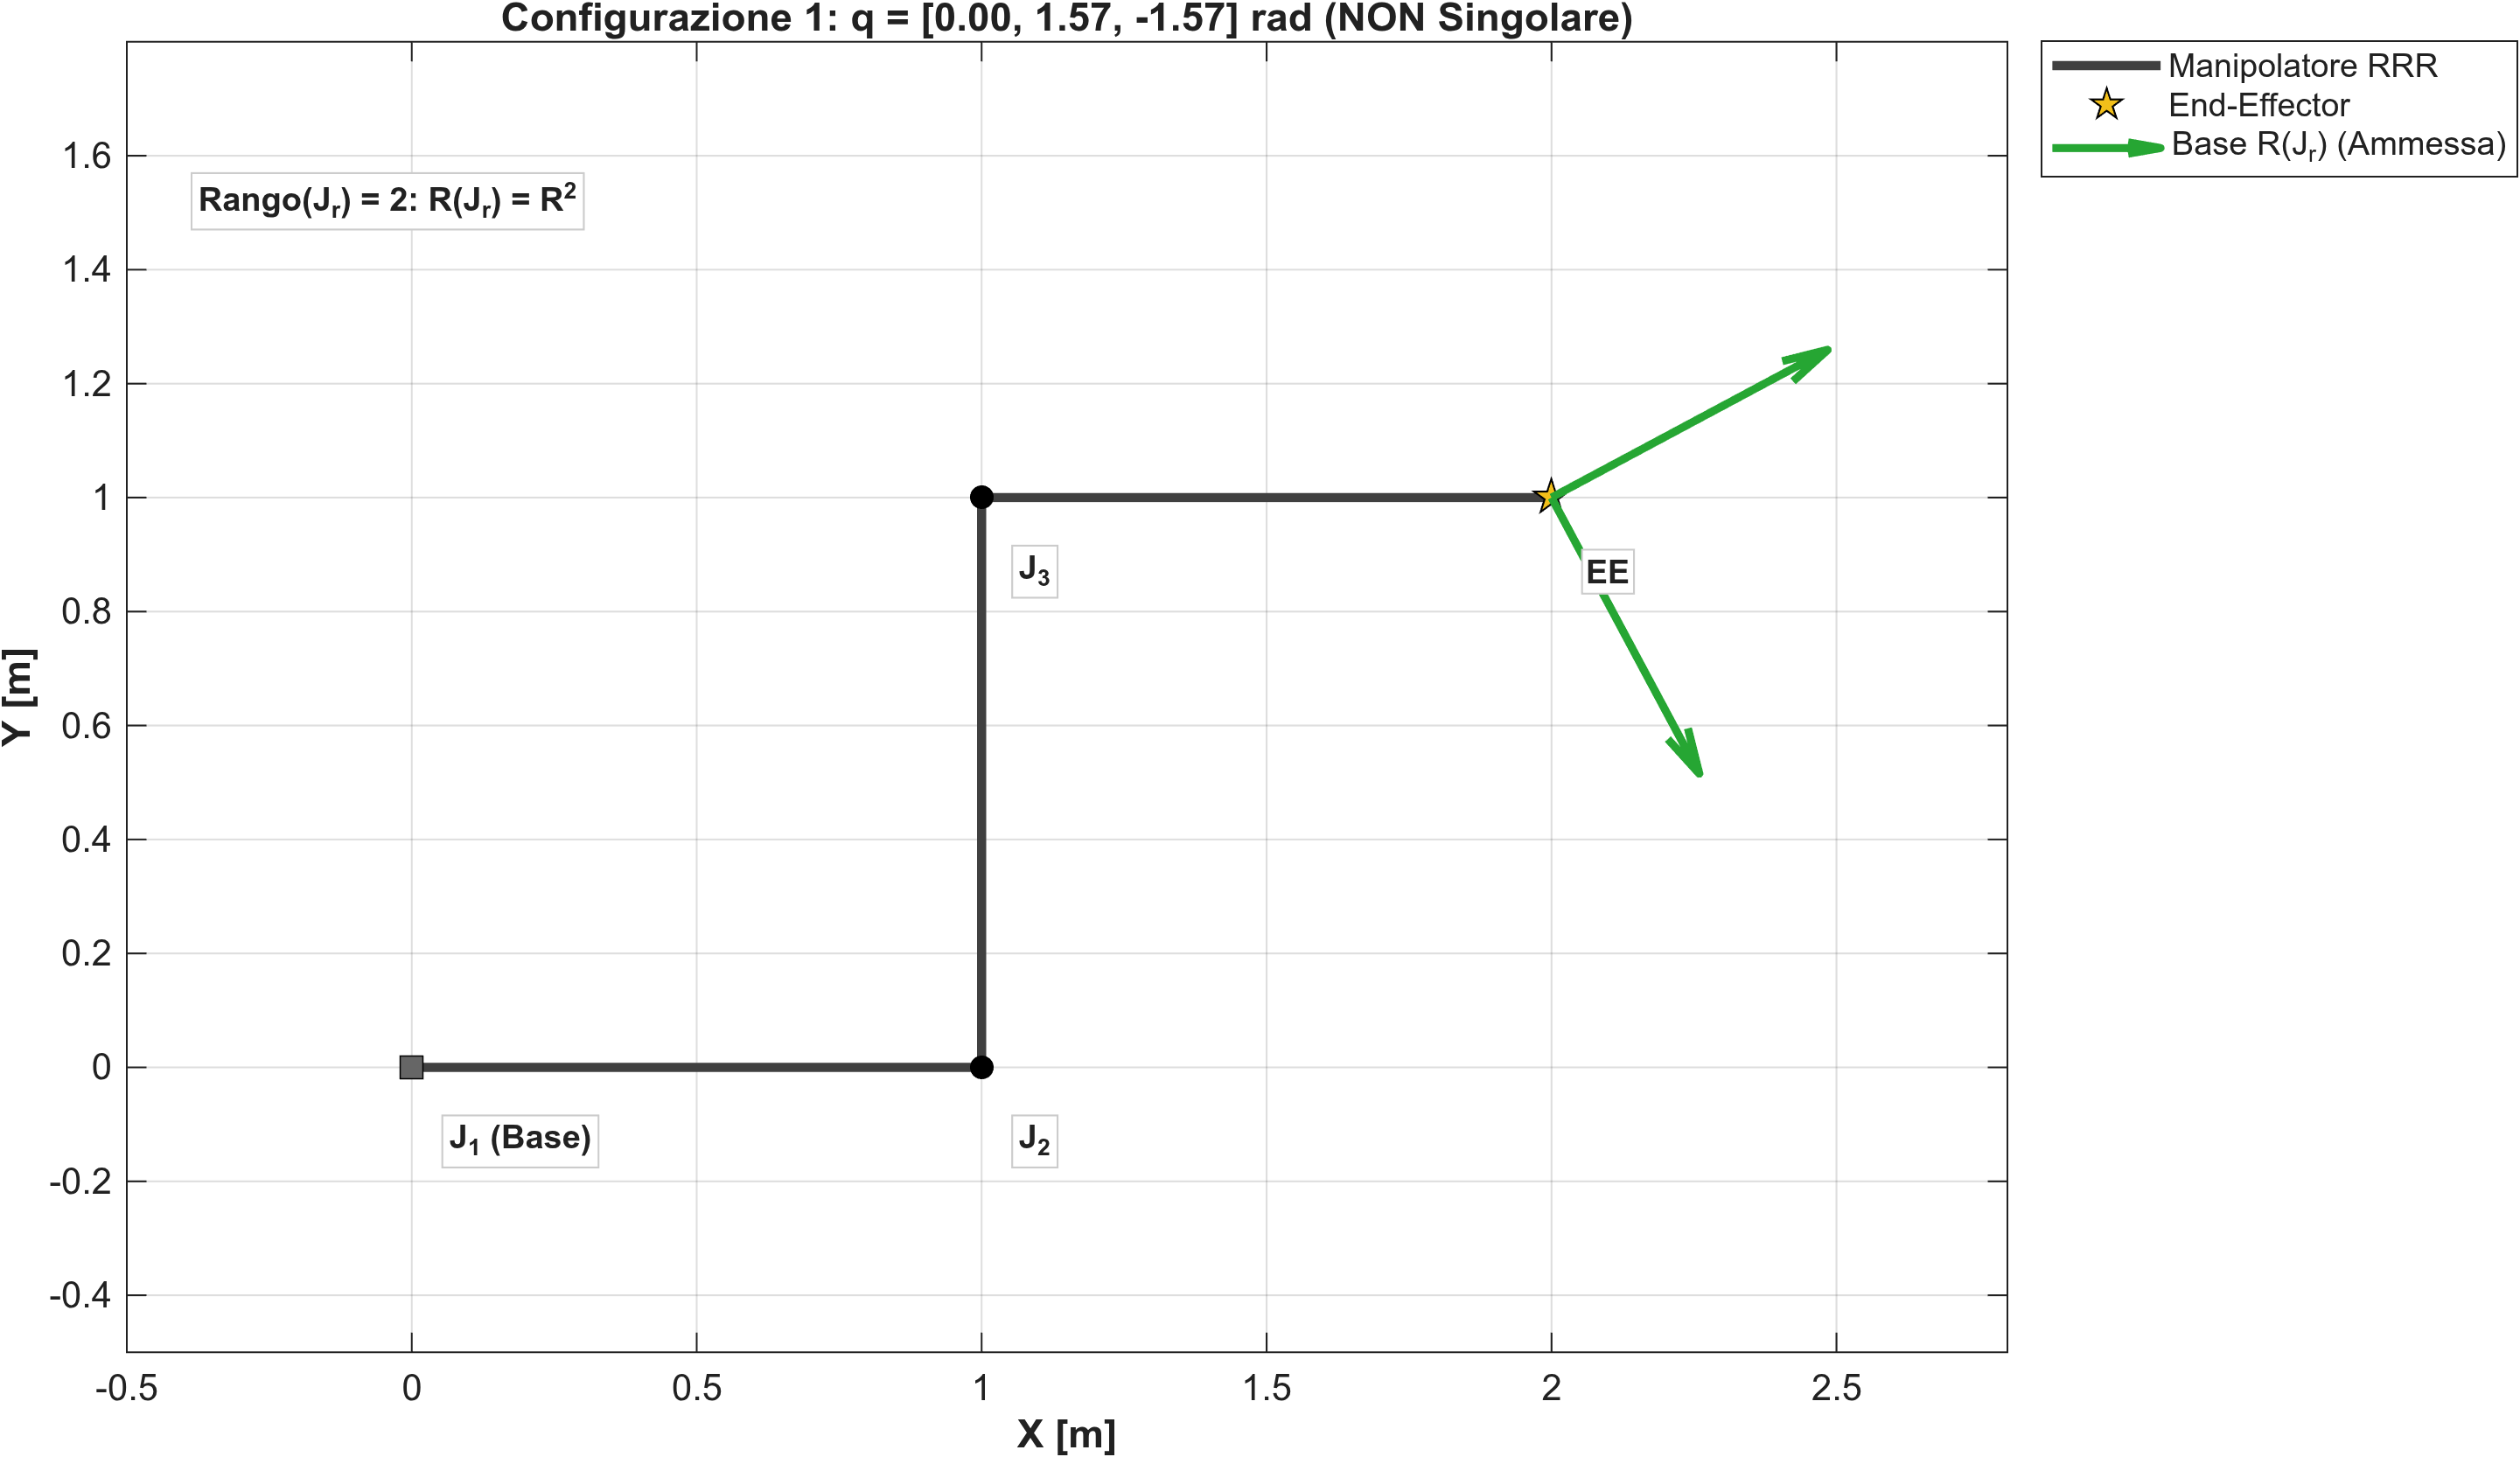 Configurazione 1: q = [0.00, 1.57, -1.57] rad (NON Singolare)
Manipolatore RRR
End-Effector
Base R(Jr) (Ammessa)
Rango(Jr) = 2: R(Jr) = R²
1.6
1.4
1.2
1
0.8
0.6
0.4
0.2
0
-0.2
-0.4
Y [m]
J3
EE
J1 (Base)
J2
-0.5
0
0.5
1
1.5
2
2.5
X [m]